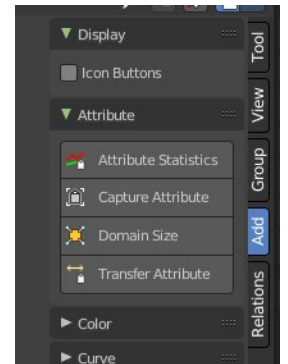 Display
Icon Buttons
Attribute
Attribute Statistics
Capture Attribute
Domain Size
Transfer Attribute
Color
Curve
Tool
View
Group
Add
Relations